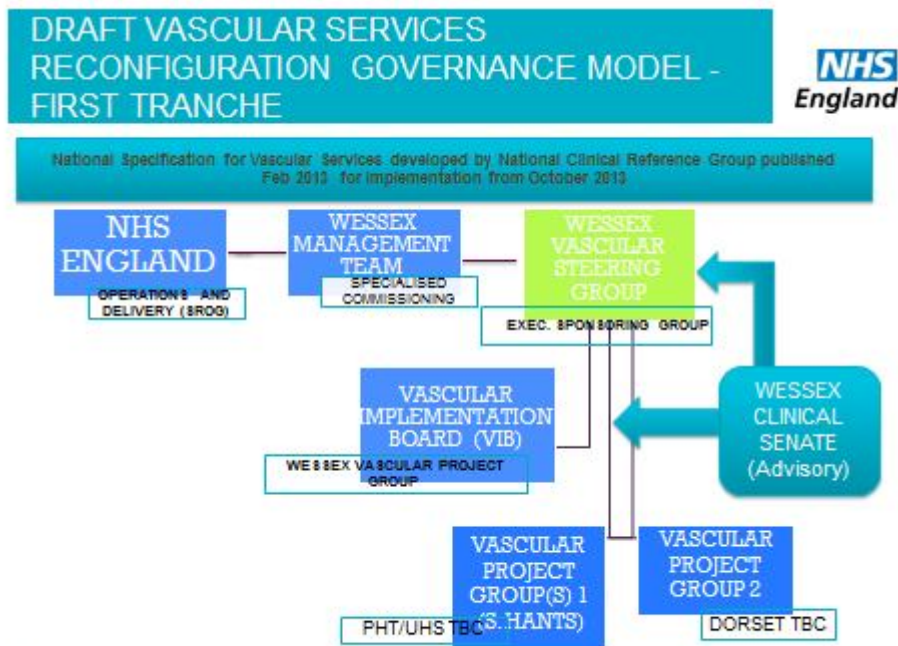 DRAFT VASCULAR SERVICES
RECONFIGURATION GOVERNANCE MODEL -
FIRST TRANCHE
NHS
England
National Specification for Vascular Services developed by National Clinical Reference Group published
Feb 2013 for implementation from October 2013
NHS
ENGLAND
OPERATIONS AND
DELIVERY (SROG)
WESSEX
MANAGEMENT
TEAM
SPECIALISED
COMMISSIONING
WESSEX
VASCULAR
STEERING
GROUP
EXEC. SPONSORING GROUP
VASCULAR
IMPLEMENTATION
BOARD (VIB)
WESSEX VASCULAR PROJECT
GROUP
WESSEX
CLINICAL
SENATE
(Advisory)
VASCULAR
PROJECT
GROUP(S) 1
(S..HANTS)
PHT/UHS TBC
VASCULAR
PROJECT
GROUP 2
DORSET TBC